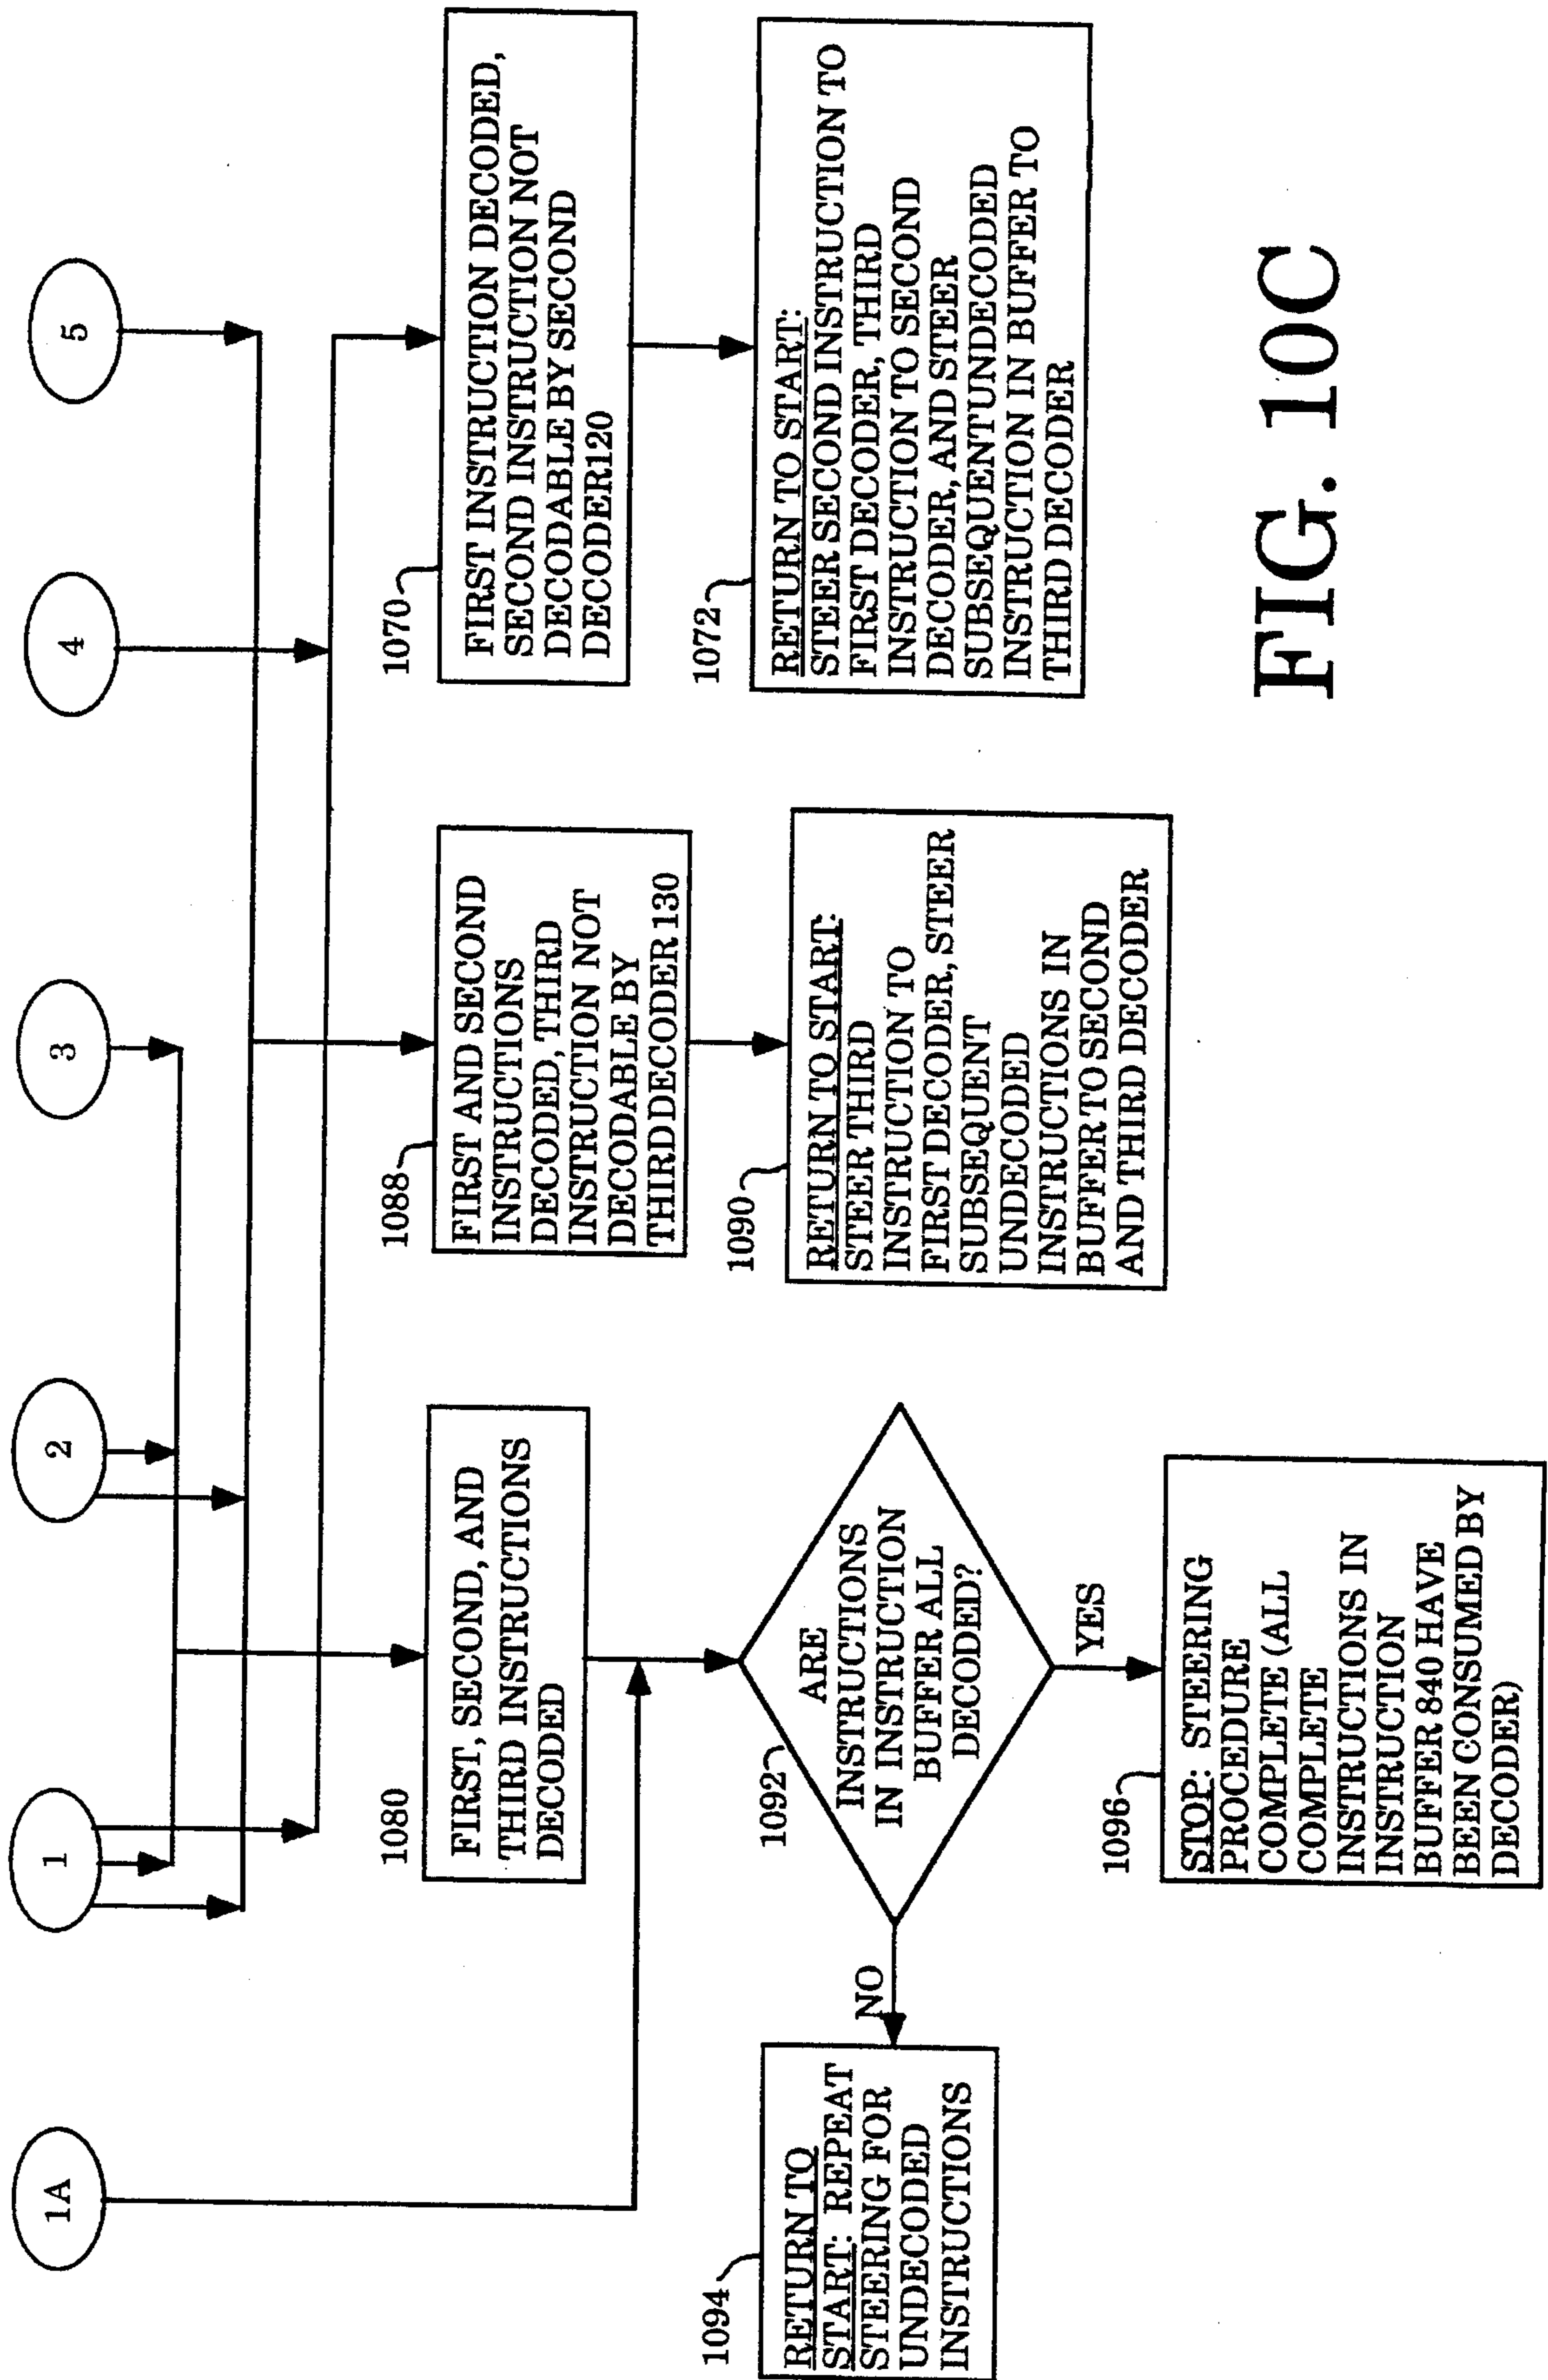 1A
1
2
3
4
5
1080
FIRST, SECOND, AND
THIRD INSTRUCTIONS
DECODED
1088
FIRST AND SECOND
INSTRUCTIONS
DECODED, THIRD
INSTRUCTION NOT
DECODABLE BY
THIRD DECODER 130
1070
FIRST INSTRUCTION DECODED,
SECOND INSTRUCTION NOT
DECODABLE BY SECOND
DECODER120
1094
RETURN TO
START: REPEAT
STEERING FOR
UNDECODED
INSTRUCTIONS
NO
1092
ARE
INSTRUCTIONS
IN INSTRUCTION
BUFFER ALL
DECODED?
YES
1096
STOP: STEERING
PROCEDURE
COMPLETE (ALL
COMPLETE
INSTRUCTIONS IN
INSTRUCTION
BUFFER 840 HAVE
BEEN CONSUMED BY
DECODER)
1090
RETURN TO START:
STEER THIRD
INSTRUCTION TO
FIRST DECODER, STEER
SUBSEQUENT
UNDECODED
INSTRUCTIONS IN
BUFFER TO SECOND
AND THIRD DECODER
1072
RETURN TO START:
STEER SECOND INSTRUCTION TO
FIRST DECODER, THIRD
INSTRUCTION TO SECOND
DECODER, AND STEER
SUBSEQUENTUNDECODED
INSTRUCTION IN BUFFER TO
THIRD DECODER
FIG. 10C